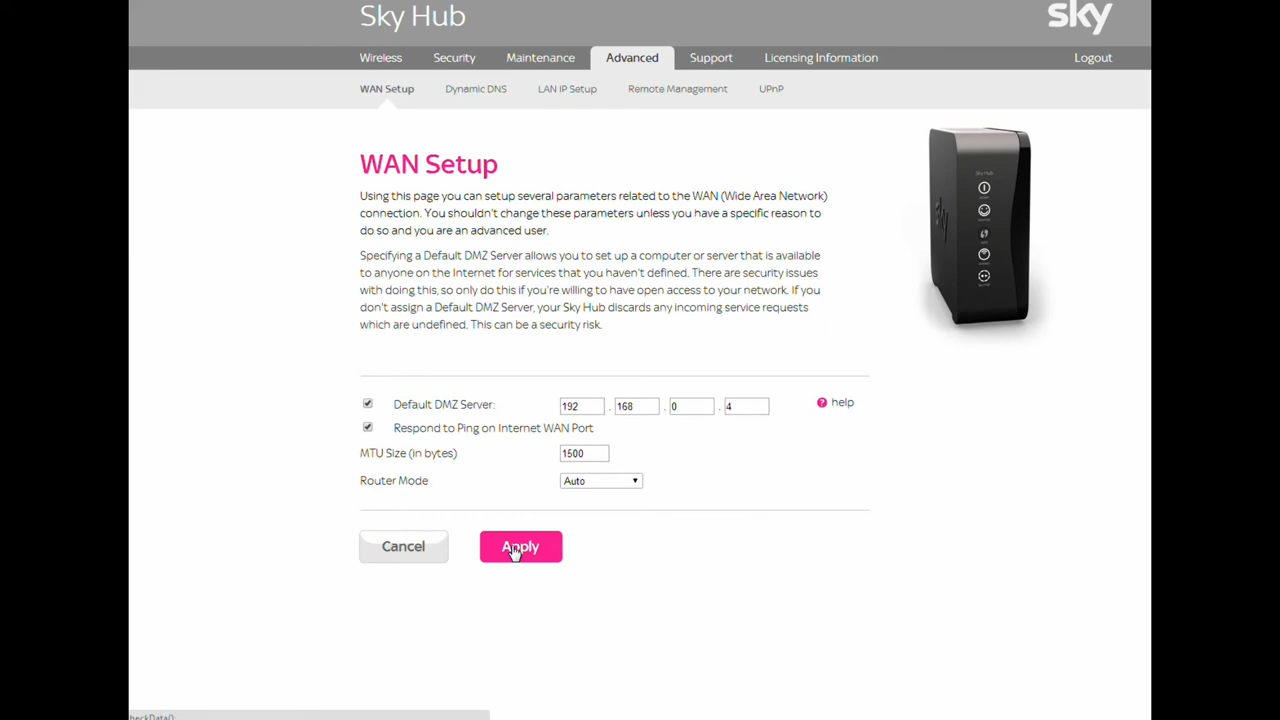 Sky Hub
sky
Wireless Security Maintenance Advanced Support Licensing Information Logout
WAN Setup Dynamic DNS LAN IP Setup Remote Management UPnP
WAN Setup
Using this page you can setup several parameters related to the WAN (Wide Area Network)
connection. You shouldn't change these parameters unless you have a specific reason to
do so and you are an advanced user.
Specifying a Default DMZ Server allows you to set up a computer or server that is available
to anyone on the Internet for services that you haven't defined. There are security issues
with doing this, so only do this if you're willing to have open access to your network. If you
don't assign a Default DMZ Server, your Sky Hub discards any incoming service requests
which are undefined. This can be a security risk.
Sky Hub
sky
Default DMZ Server: 192 . 168 . 0 . 4 ? help
Respond to Ping on Internet WAN Port
MTU Size (in bytes) 1500
Router Mode Auto
Cancel Apply